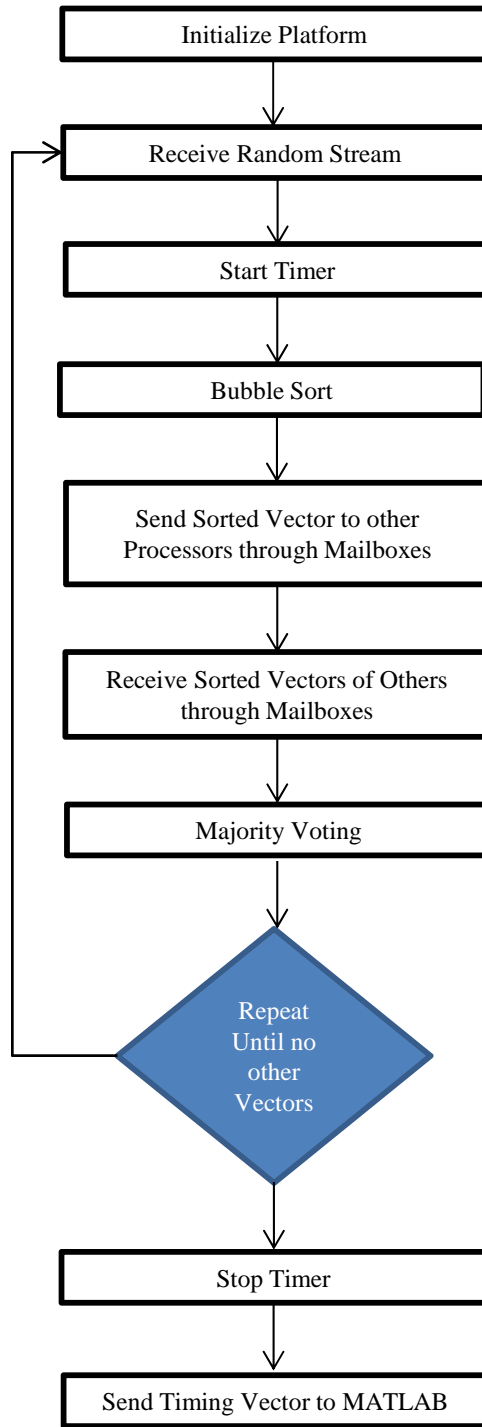 Initialize Platform
Receive Random Stream
Start Timer
Bubble Sort
Send Sorted Vector to other
Processors through Mailboxes
Receive Sorted Vectors of Others
through Mailboxes
Majority Voting
Repeat
Until no
other
Vectors
Stop Timer
Send Timing Vector to MATLAB